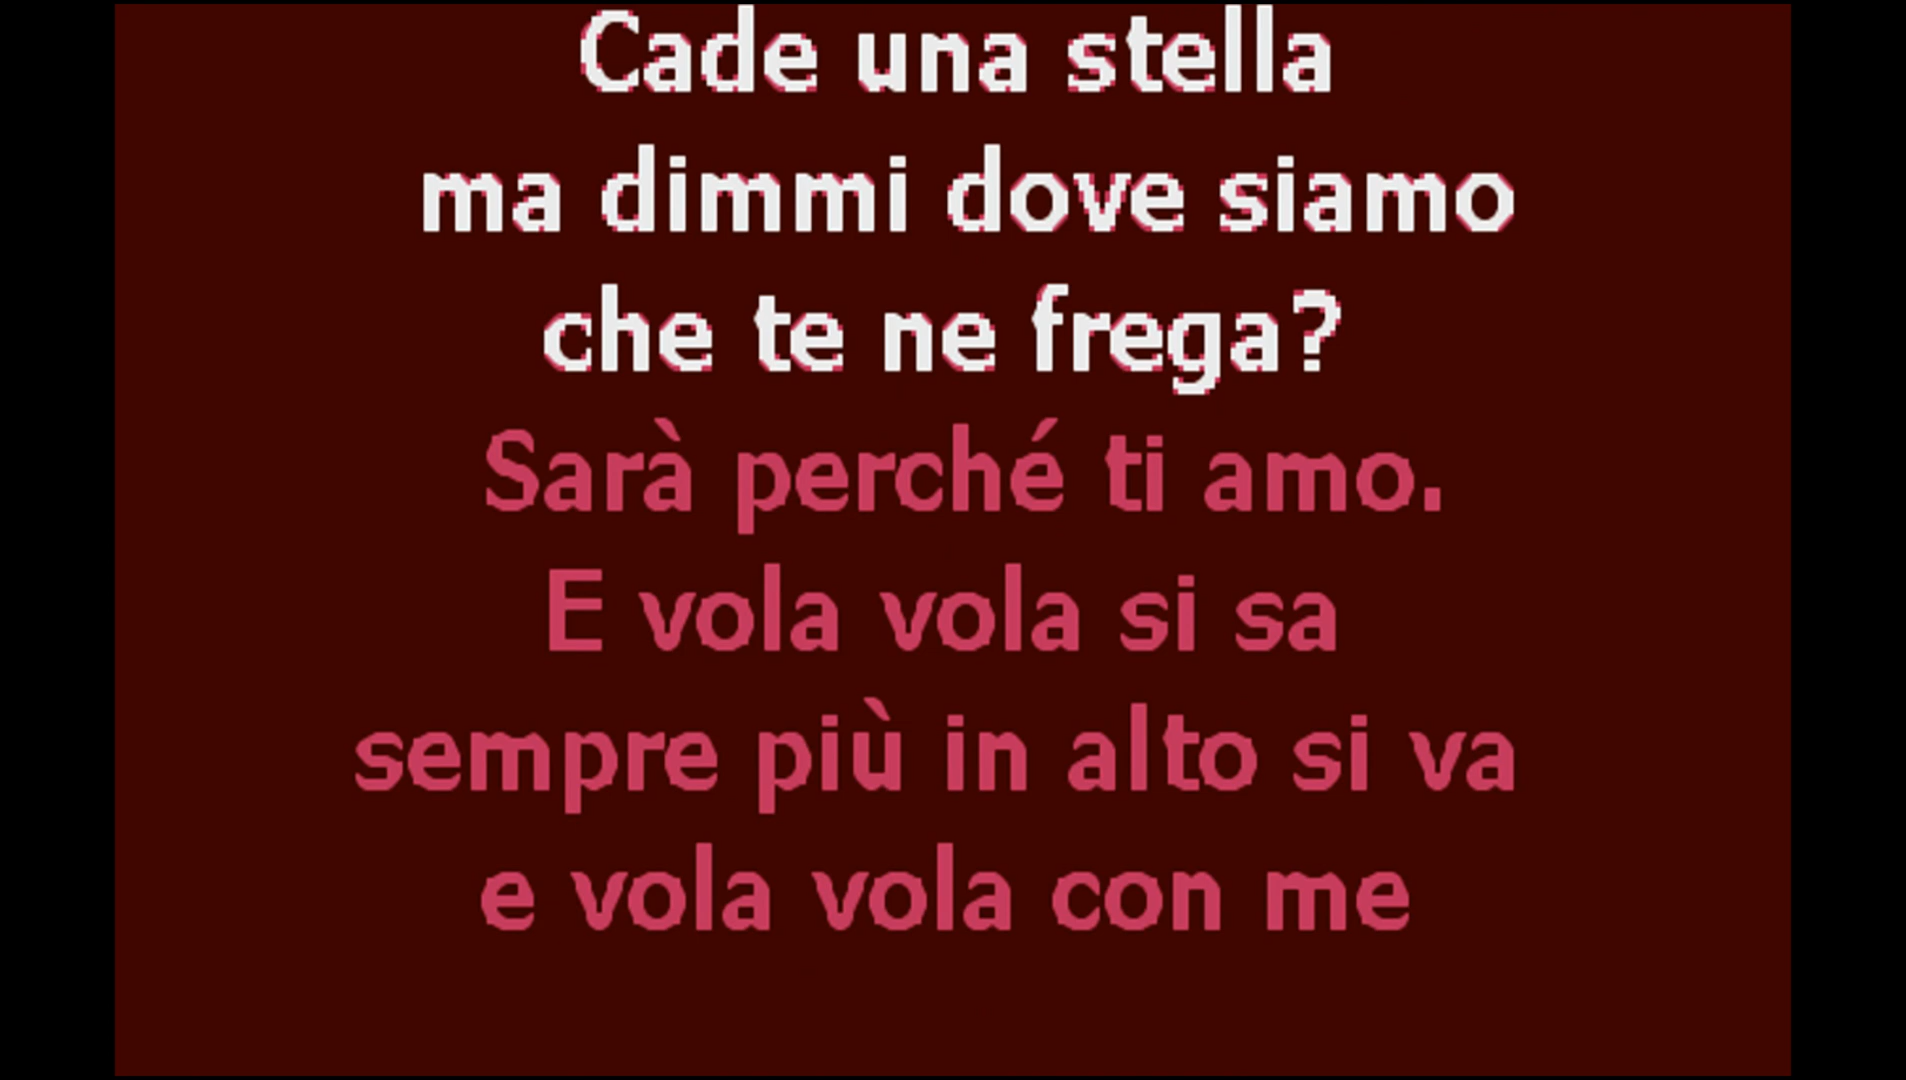 Cade una stella
ma dimmi dove siamo
che te ne frega?
Sarà perché ti amo.
E vola vola si sa
sempre più in alto si va
e vola vola con me